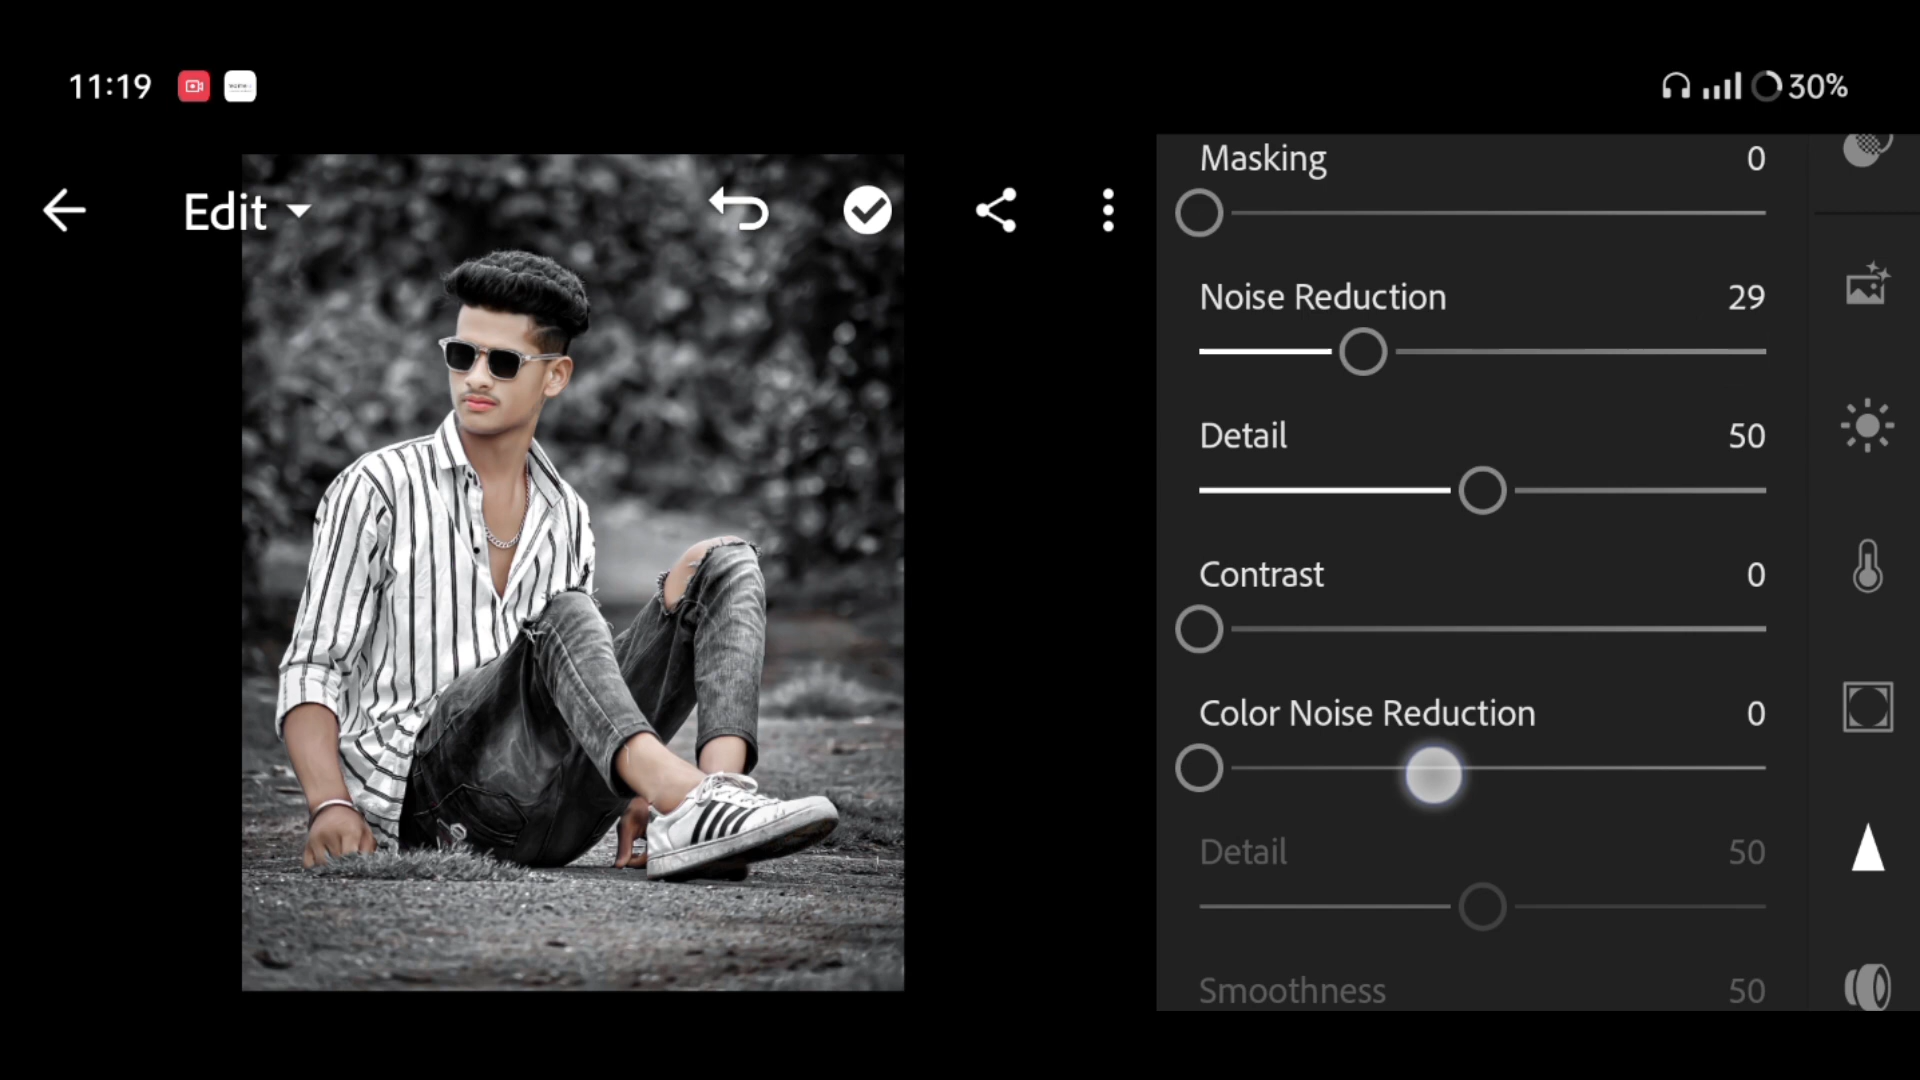 11:19
30%
Edit
Masking 0
Noise Reduction 29
Detail 50
Contrast 0
Color Noise Reduction 0
Detail 50
Smoothness 50